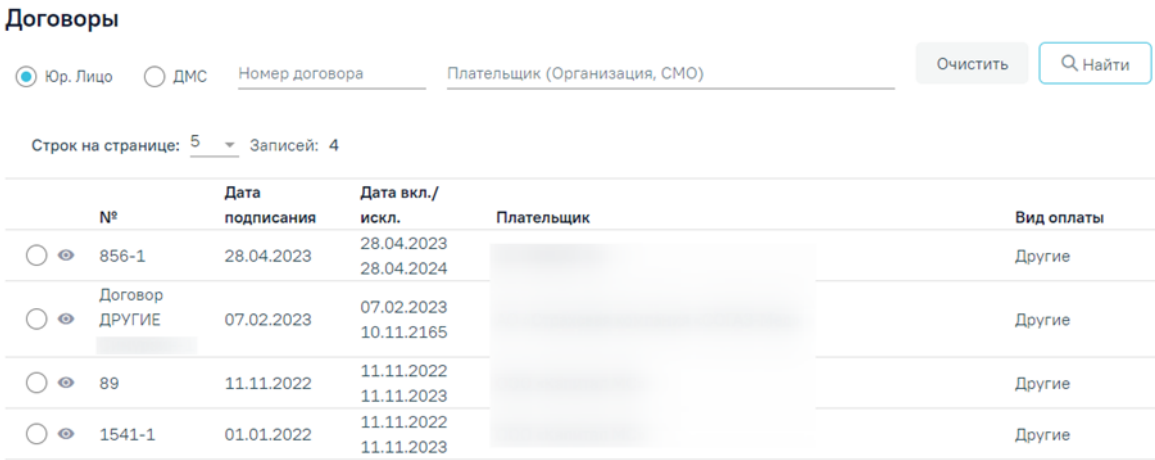 Договоры
Юр. Лицо ДМС Номер договора Плательщик (Организация, СМО) Очистить Найти
Строк на странице: 5 Записей: 4
№ Дата подписания Дата вкл./ искл. Плательщик Вид оплаты
856-1 28.04.2023 28.04.2023 28.04.2024 Другие
Договор ДРУГИЕ 07.02.2023 07.02.2023 10.11.2165 Другие
89 11.11.2022 11.11.2022 11.11.2023 Другие
1541-1 01.01.2022 11.11.2022 11.11.2023 Другие